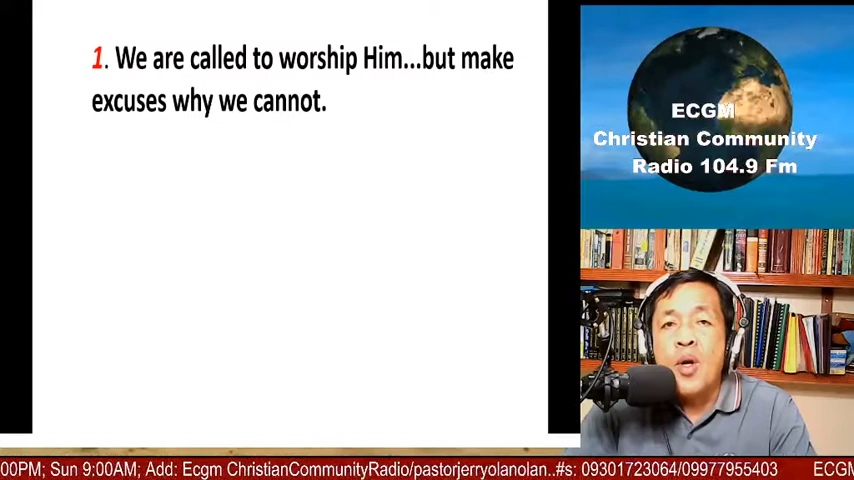 1. We are called to worship Him...but make
excuses why we cannot.
ECGM
Christian Community
Radio 104.9 Fm
00PM; Sun 9:00AM; Add: Ecgm ChristianCommunityRadio/pastorjerryolanolan..#s: 09301723064/09977955403 ECGM